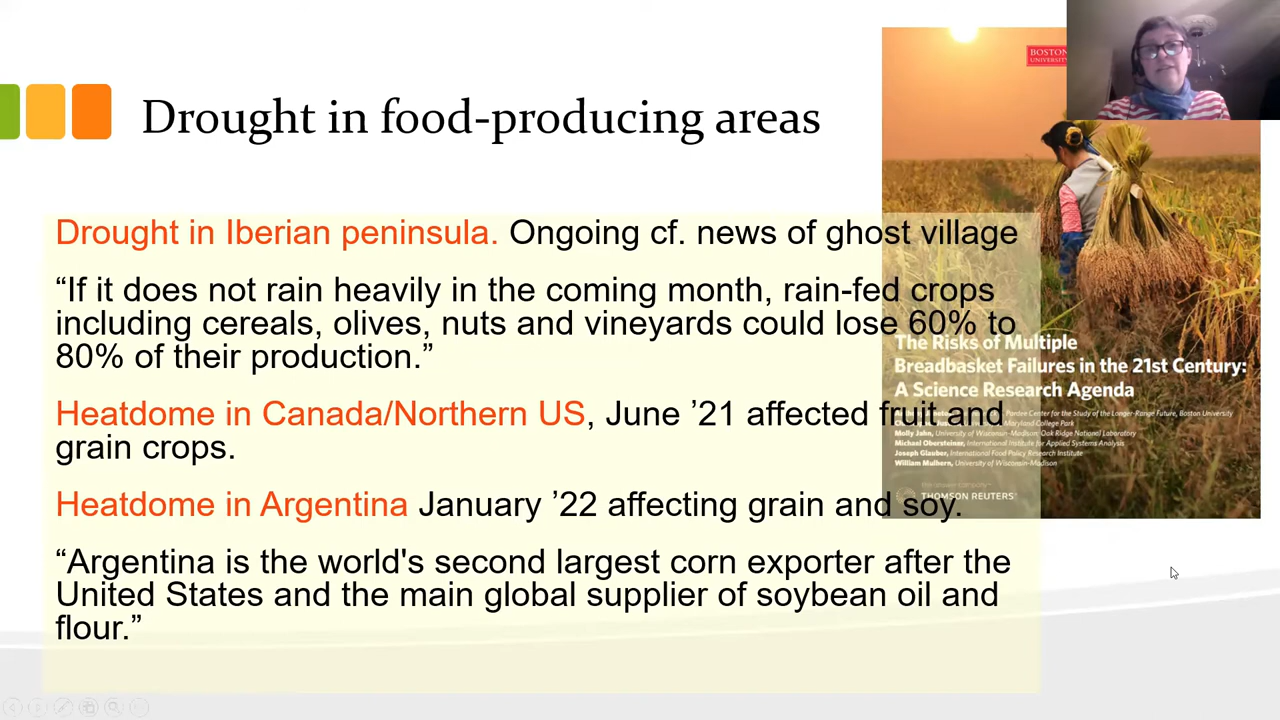 Drought in food-producing areas
Drought in Iberian peninsula. Ongoing cf. news of ghost village
“If it does not rain heavily in the coming month, rain-fed crops
including cereals, olives, nuts and vineyards could lose 60% to
80% of their production.”
Heatdome in Canada/Northern US, June ’21 affected fruit and
grain crops.
Heatdome in Argentina January ’22 affecting grain and soy.
“Argentina is the world's second largest corn exporter after the
United States and the main global supplier of soybean oil and
flour.”
BOSTON
UNIVERSITY
The Risks of Multiple
Breadbasket Failures in the 21st Century:
A Science Research Agenda
Pardee Center for the Study of the Longer-Range Future, Boston University
Maryland-College Park
Molly Jahn, University of Wisconsin-Madison: Oak Ridge National Laboratory
Michael Obersteiner, International Institute for Applied Systems Analysis
Joseph Glauber, International Food Policy Research Institute
William Mulhern, University of Wisconsin-Madison
THOMSON REUTERS